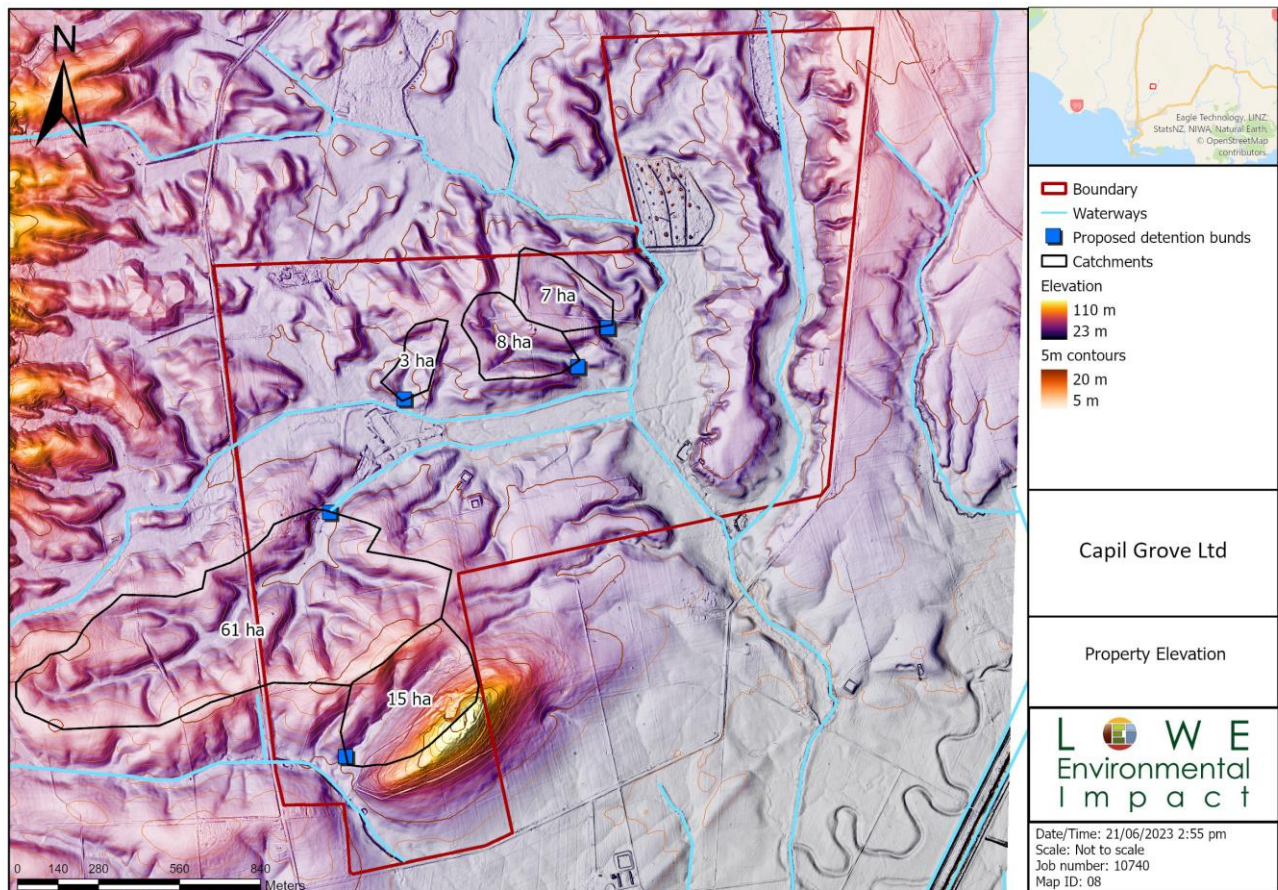 N
7 ha
8 ha
3 ha
61 ha
15 ha
0 140 280 560 840
Meters
Eagle Technology, LINZ,
StatsNZ, NIWA, Natural Earth,
© OpenStreetMap
contributors.
Boundary
Waterways
Proposed detention bunds
Catchments
Elevation
110 m
23 m
5m contours
20 m
5 m
Capil Grove Ltd
Property Elevation
LOWE
Environmental
Impact
Date/Time: 21/06/2023 2:55 pm
Scale: Not to scale
Job number: 10740
Map ID: 08